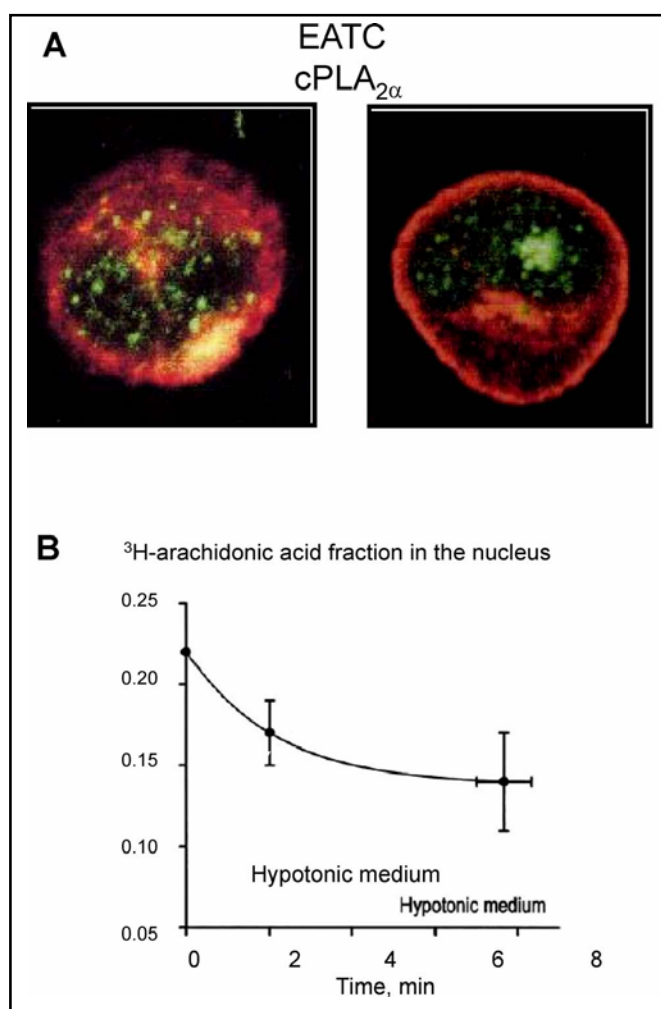 A
EATC
cPLA₂α
B
³H-arachidonic acid fraction in the nucleus
0.25
0.20
0.15
0.10
0.05
Hypotonic medium
Hypotonic medium
0 2 4 6 8
Time, min